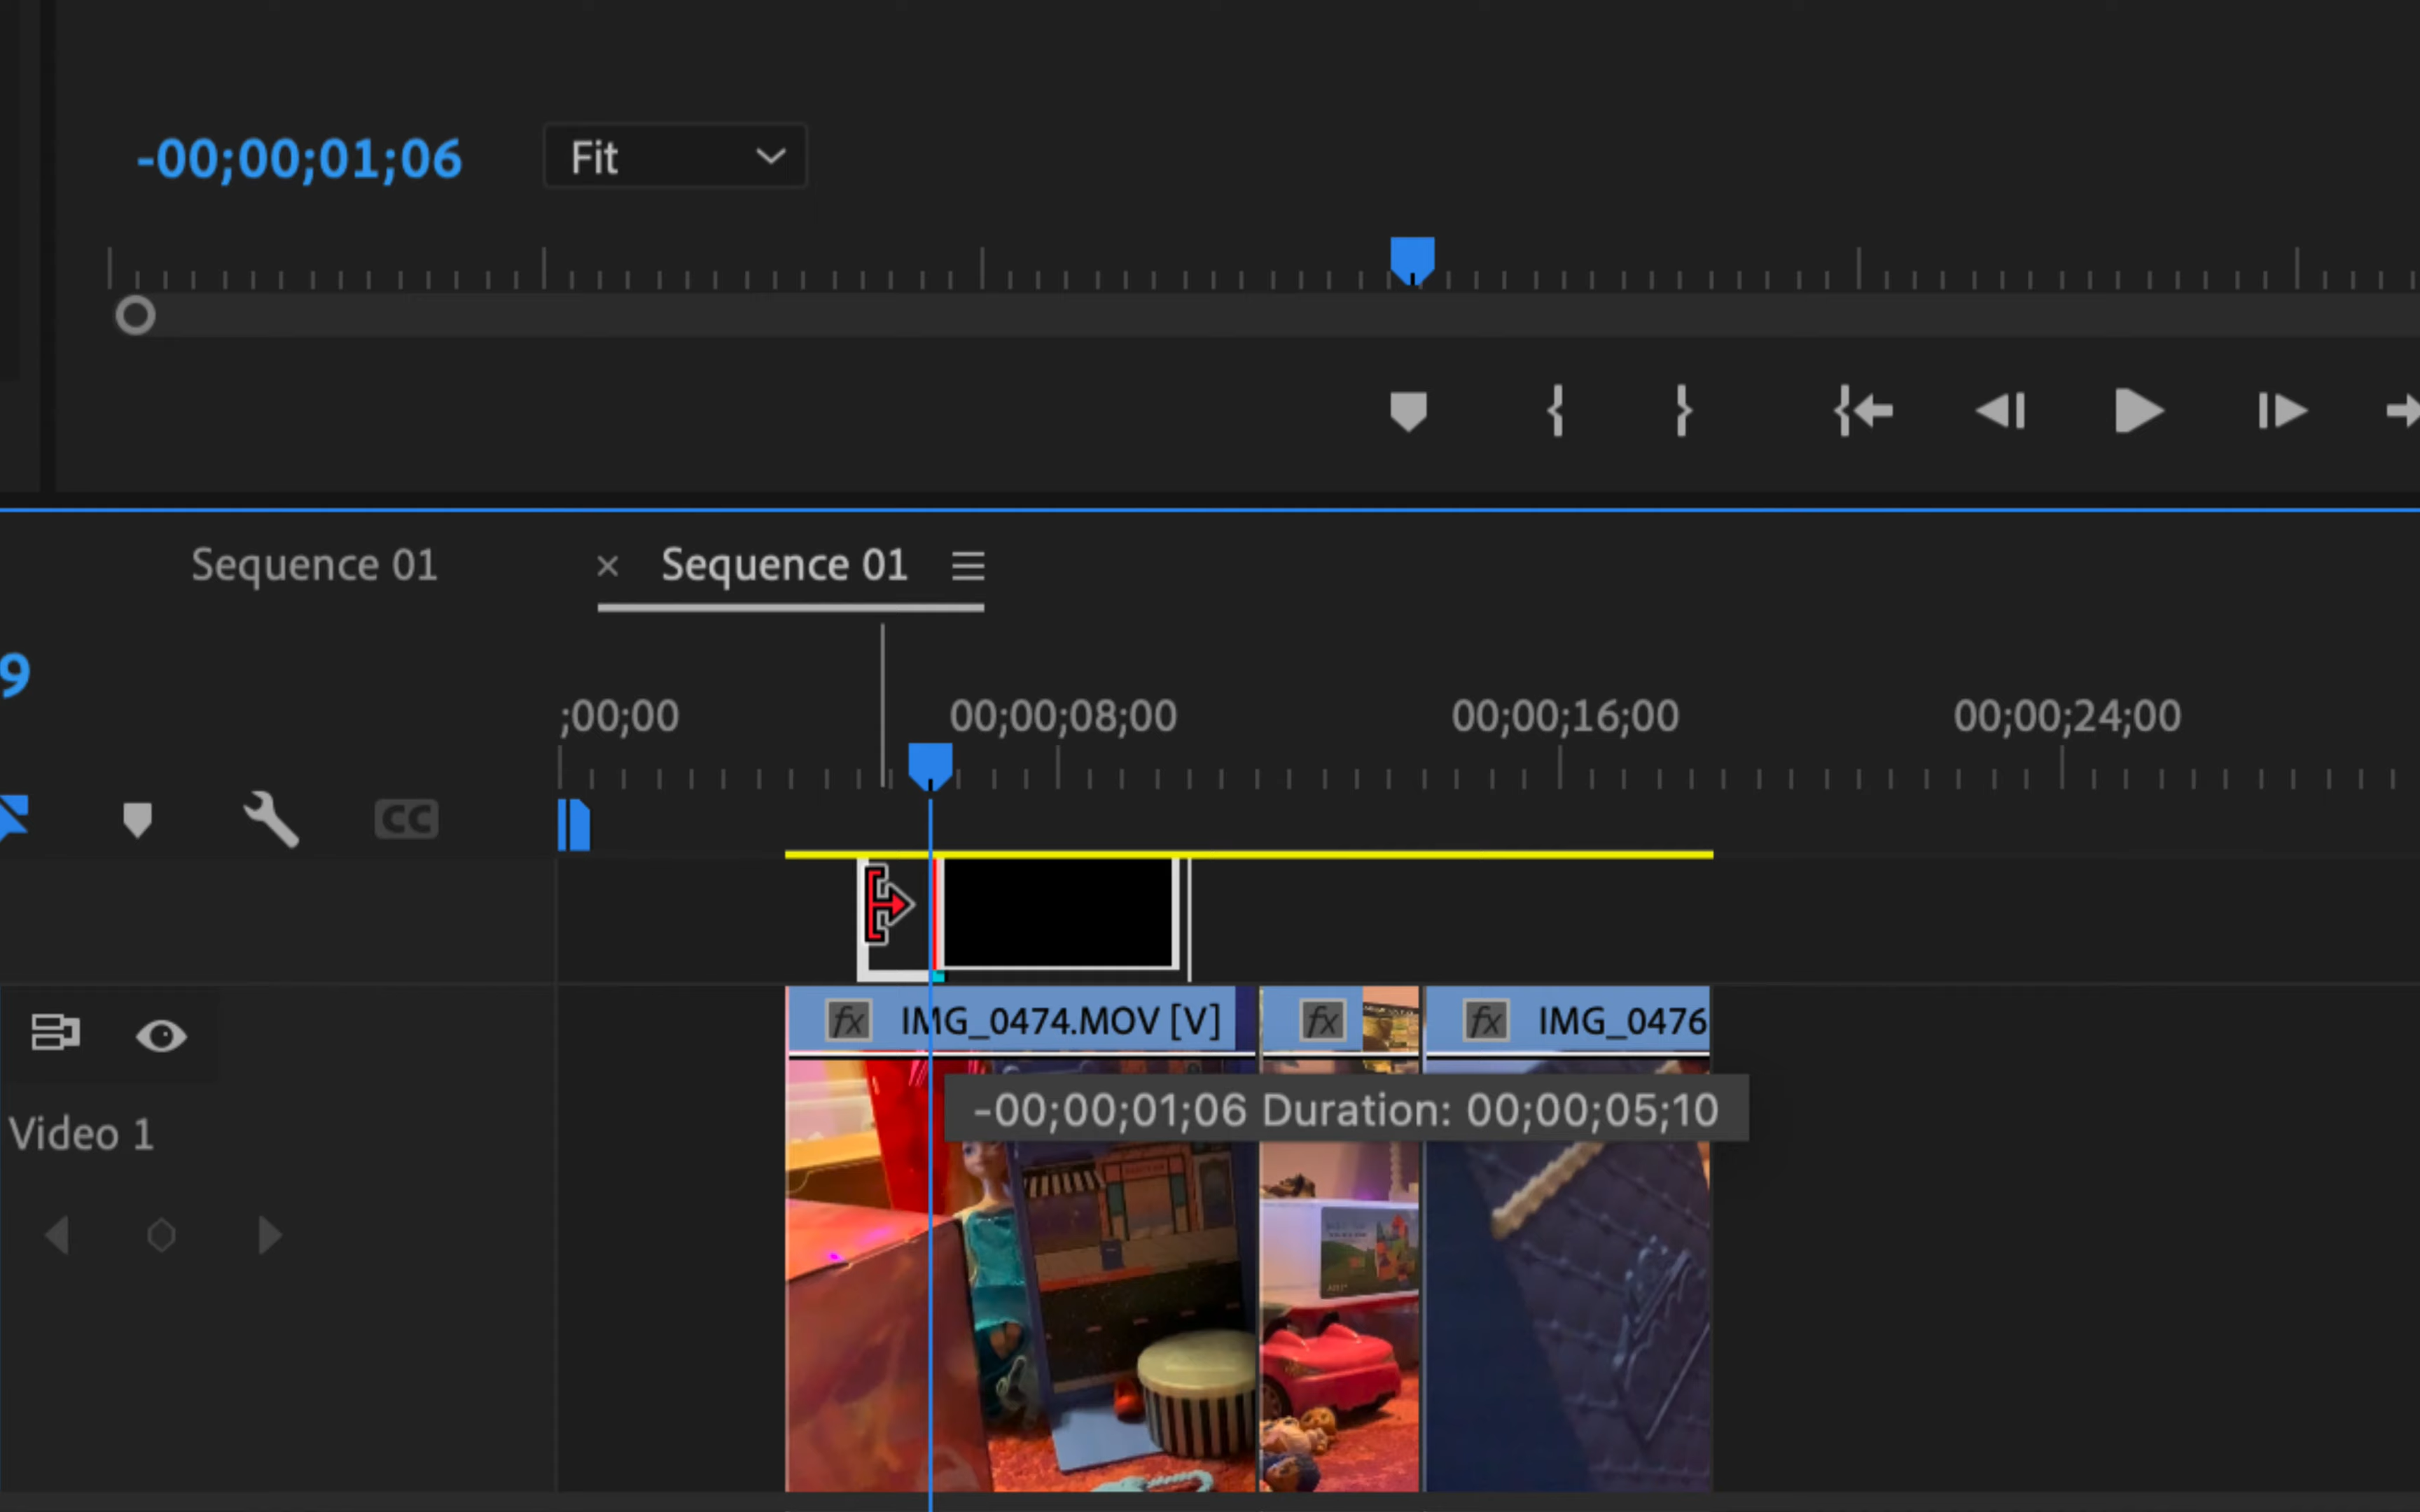 -00;00;01;06
Fit
Sequence 01
× Sequence 01
9
;00;00 00;00;08;00 00;00;16;00 00;00;24;00
CC
fx IMG_0474.MOV [V] fx fx IMG_0476
-00;00;01;06 Duration: 00;00;05;10
Video 1